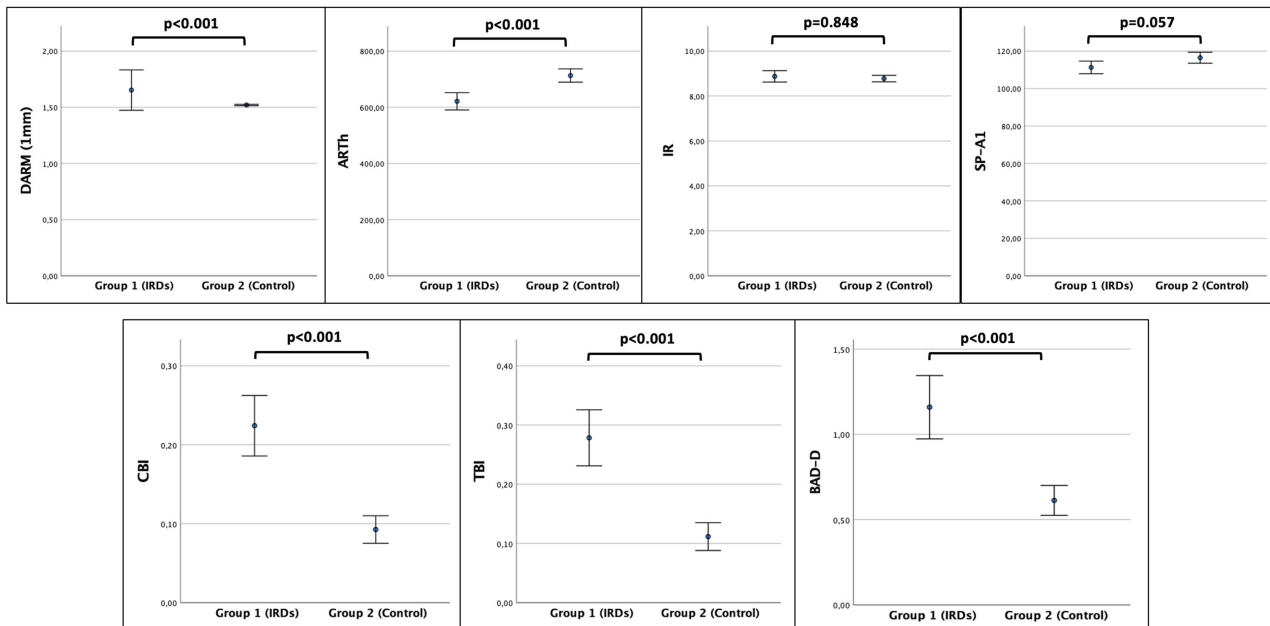 p<0.001
2,00
1,50
1,00
0,50
0,00
DARM (1mm)
Group 1 (IRDs) Group 2 (Control)
p<0.001
800,00
600,00
400,00
200,00
0,00
ARTh
Group 1 (IRDs) Group 2 (Control)
p=0.848
10,00
8,00
6,00
4,00
2,00
0,00
IR
Group 1 (IRDs) Group 2 (Control)
p=0.057
120,00
100,00
80,00
60,00
40,00
20,00
0,00
SP-A1
Group 1 (IRDs) Group 2 (Control)
p<0.001
0,30
0,20
0,10
0,00
CBI
Group 1 (IRDs) Group 2 (Control)
p<0.001
0,40
0,30
0,20
0,10
0,00
TBI
Group 1 (IRDs) Group 2 (Control)
p<0.001
1,50
1,00
0,50
0,00
BAD-D
Group 1 (IRDs) Group 2 (Control)